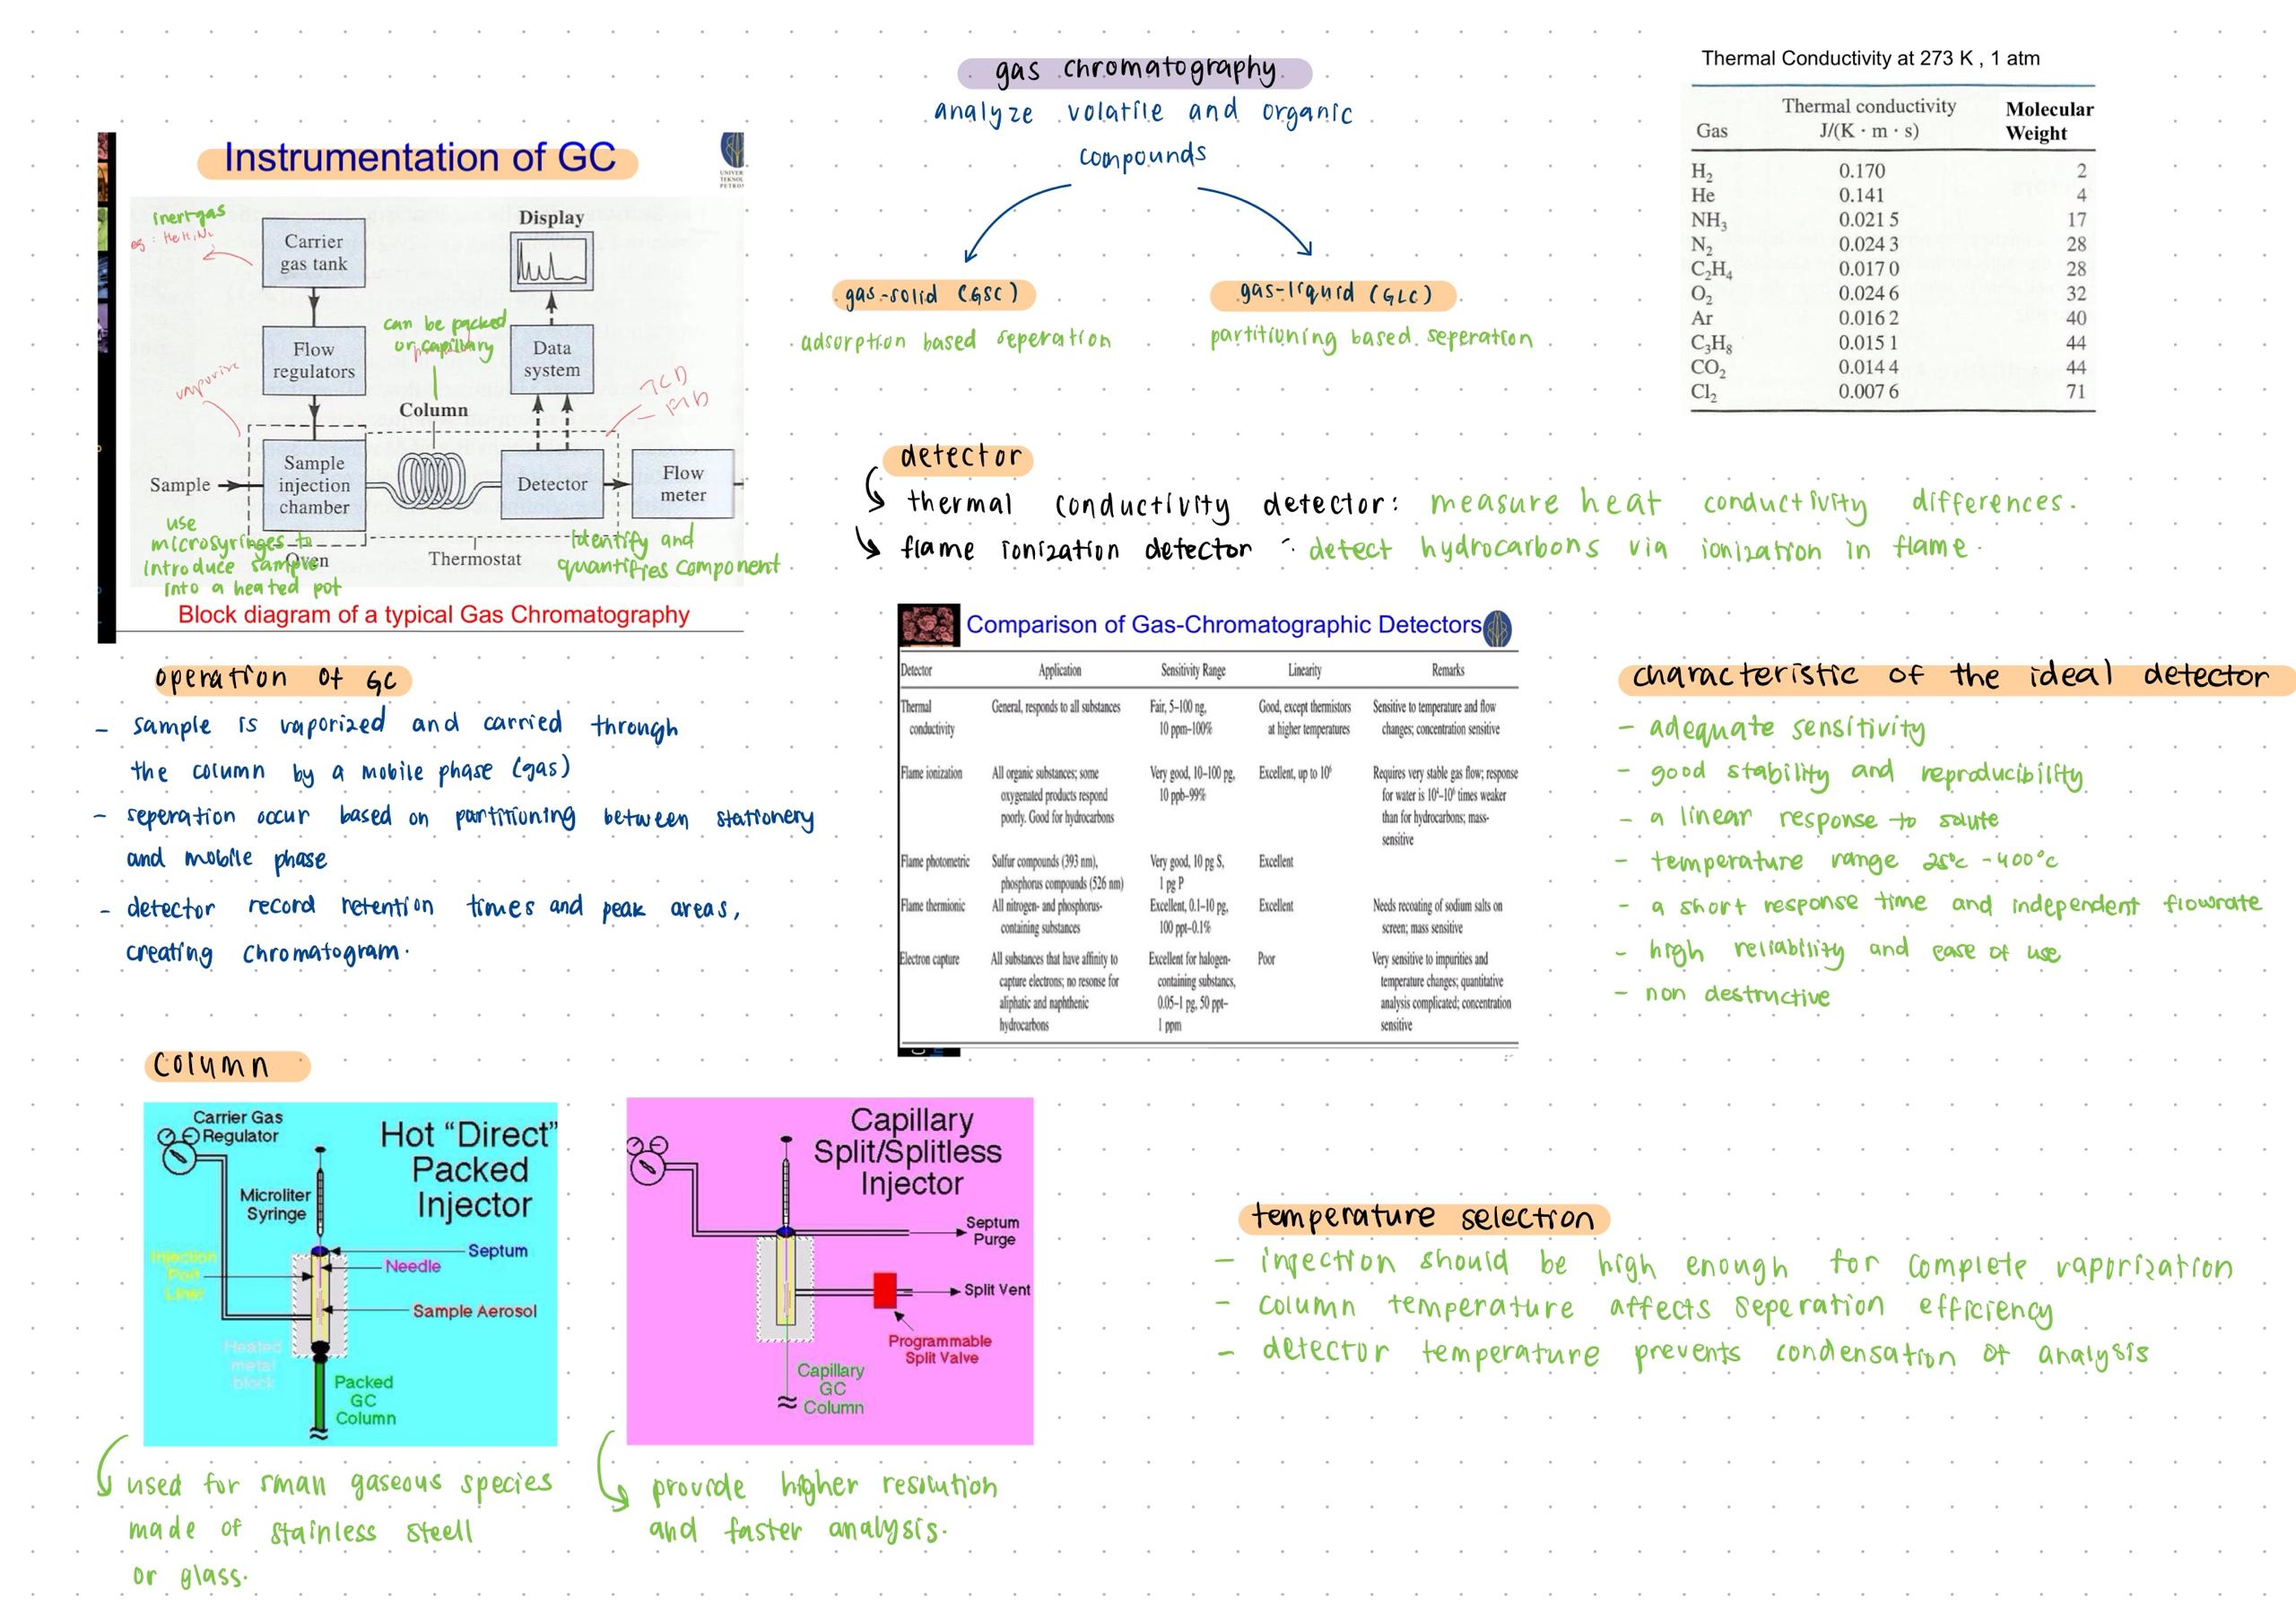 gas chromatography
analyze volatile and organic
compounds
gas-solid (GSC)
adsorption based seperation
gas-liquid (GLC)
partitioning based seperation
Thermal Conductivity at 273 K , 1 atm
Gas Thermal conductivity J/(K · m · s) Molecular Weight
H₂ 0.170 2
He 0.141 4
NH₃ 0.021 5 17
N₂ 0.024 3 28
C₂H₄ 0.017 0 28
O₂ 0.024 6 32
Ar 0.016 2 40
C₃H₈ 0.015 1 44
CO₂ 0.014 4 44
Cl₂ 0.007 6 71
Instrumentation of GC
inert gas
Carrier
gas tank
Display
can be packed
or capillary
Flow
regulators
Data
system
TCD
- FID
Column
Sample
Sample
injection
chamber
Detector
Flow
meter
use
microsyringes to
introduce sample
into a heated pot
Oven
Thermostat
identify and
quantifies component
Block diagram of a typical Gas Chromatography
detector
thermal conductivity detector: measure heat conductivity differences.
flame ionization detector : detect hydrocarbons via ionization in flame.
operation of GC
- sample is vaporized and carried through
the column by a mobile phase (gas)
- seperation occur based on partitioning between stationery
and mobile phase
- detector record retention times and peak areas,
creating chromatogram.
Comparison of Gas-Chromatographic Detectors
Detector Application Sensitivity Range Linearity Remarks
Thermal General, responds to all substances Fair, 5–100 ng, Good, except thermistors Sensitive to temperature and flow
conductivity 10 ppm–100% at higher temperatures changes; concentration sensitive
Flame ionization All organic substances; some Very good, 10–100 pg, Excellent, up to 10⁶ Requires very stable gas flow; response
oxygenated products respond 10 ppb–99% for water is 10⁴–10⁵ times weaker
poorly. Good for hydrocarbons than for hydrocarbons; mass-
sensitive
Flame photometric Sulfur compounds (393 nm), Very good, 10 pg S, Excellent
phosphorus compounds (526 nm) 1 pg P
Flame thermionic All nitrogen- and phosphorus- Excellent, 0.1–10 pg, Excellent Needs recoating of sodium salts on
containing substances 100 ppt–0.1% screen; mass sensitive
Electron capture All substances that have affinity to Excellent for halogen- Poor Very sensitive to impurities and
capture electrons; no resonse for containing substancs, temperature changes; quantitative
aliphatic and naphthenic 0.05–1 pg, 50 ppt– analysis complicated; concentration
hydrocarbons 1 ppm sensitive
characteristic of the ideal detector
- adequate sensitivity
- good stability and reproducibility
- a linear response to solute
- temperature range 25°c - 400°c
- a short response time and independent flowrate
- high reliability and ease of use
- non destructive
column
Carrier Gas
Regulator
Hot “Direct”
Packed
Injector
Microliter
Syringe
Septum
Needle
Injection
Port
Liner
Sample Aerosol
Heated
metal
block
Packed
GC
Column
used for small gaseous species
made of stainless steell
or glass.
Capillary
Split/Splitless
Injector
Septum
Purge
Split Vent
Programmable
Split Valve
Capillary
GC
Column
provide higher resolution
and faster analysis.
temperature selection
- injection should be high enough for complete vaporization
- column temperature affects seperation efficiency
- detector temperature prevents condensation of analysis